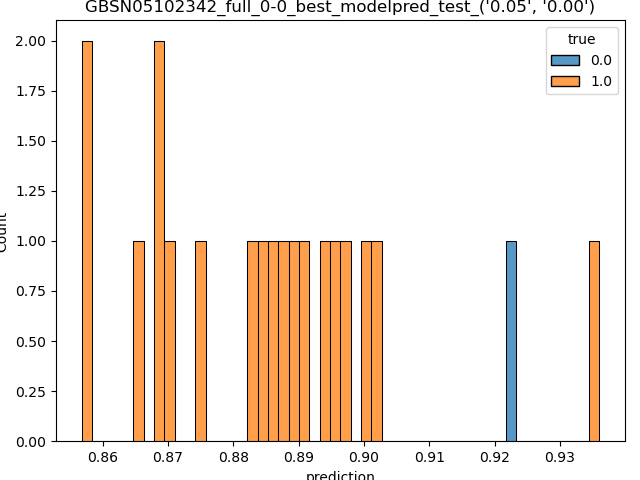 GBSN05102342_full_0-0_best_modelpred_test_('0.05', '0.00')
true
0.0
1.0
2.00
1.75
1.50
1.25
1.00
0.75
0.50
0.25
0.00
Count
0.86 0.87 0.88 0.89 0.90 0.91 0.92 0.93
prediction